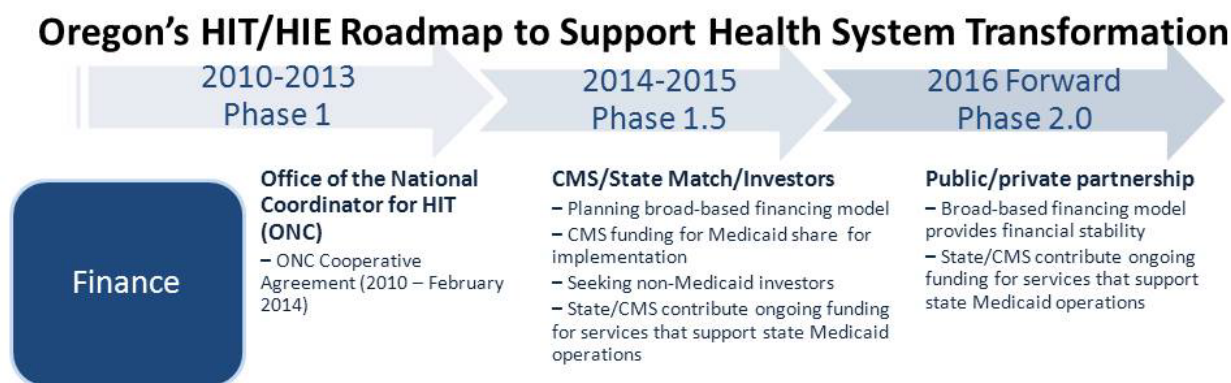 Oregon's HIT/HIE Roadmap to Support Health System Transformation
2010-2013
Phase 1
2014-2015
Phase 1.5
2016 Forward
Phase 2.0
Finance
Office of the National
Coordinator for HIT
(ONC)
– ONC Cooperative
Agreement (2010 – February
2014)
CMS/State Match/Investors
– Planning broad-based financing model
– CMS funding for Medicaid share for
implementation
– Seeking non-Medicaid investors
– State/CMS contribute ongoing funding
for services that support state Medicaid
operations
Public/private partnership
– Broad-based financing model
provides financial stability
– State/CMS contribute ongoing
funding for services that support
state Medicaid operations